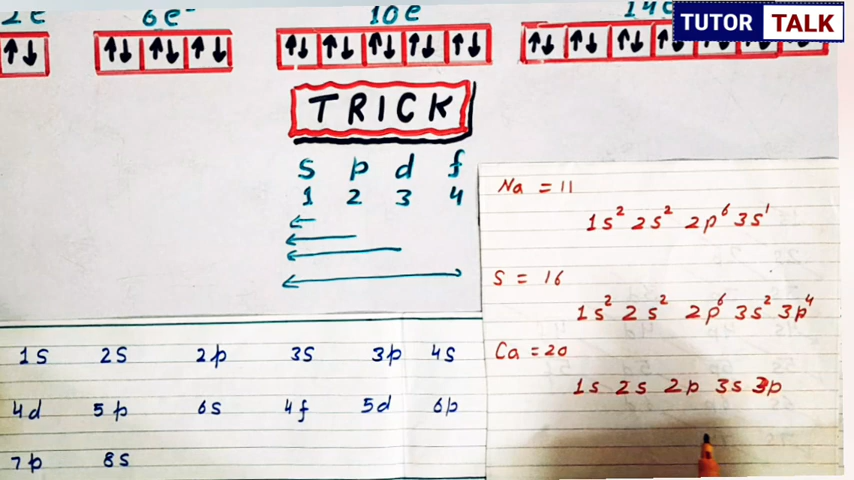 2e 6e⁻ 10e 14e
TUTOR TALK
TRICK
s p d f
1 2 3 4
Na = 11
1s² 2s² 2p⁶ 3s¹
S = 16
1s² 2s² 2p⁶ 3s² 3p⁴
Ca = 20
1s 2s 2p 3s 3p
1s 2s 2p 3s 3p 4s
4d 5p 6s 4f 5d 6p
7p 8s